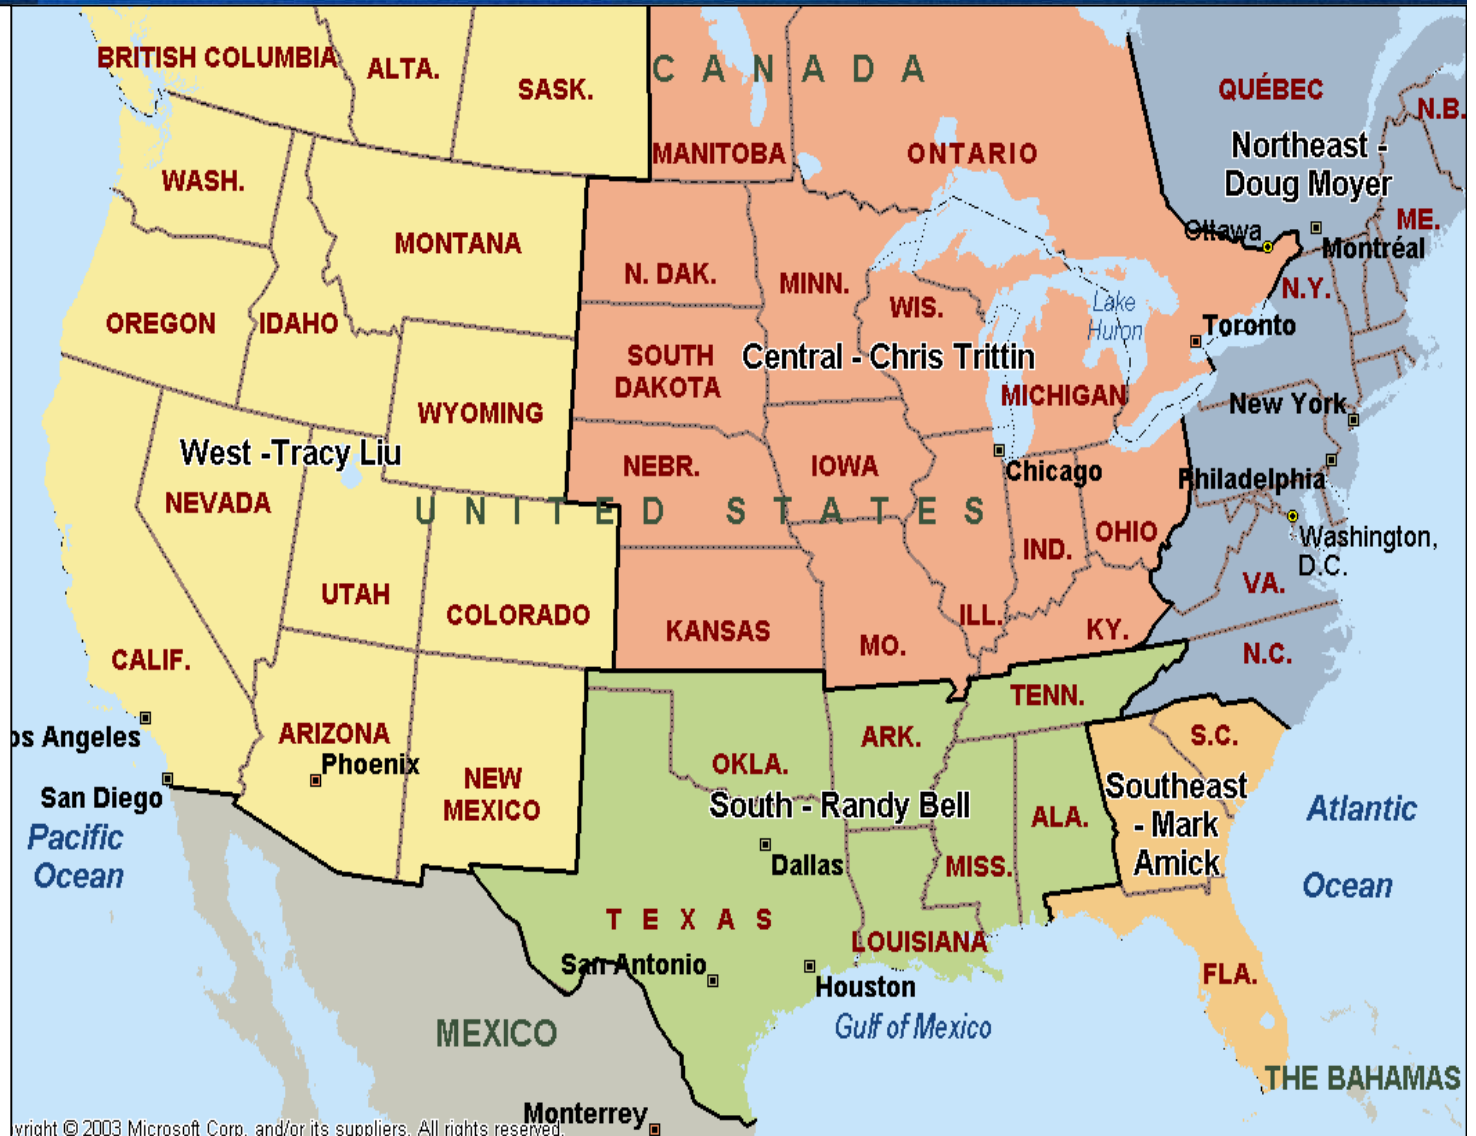 BRITISH COLUMBIA
ALTA.
SASK.
CANADA
MANITOBA
ONTARIO
QUÉBEC
N.B.
Northeast -
Doug Moyer
WASH.
MONTANA
N. DAK.
MINN.
WIS.
Ottawa
Montréal
ME.
N.Y.
OREGON
IDAHO
SOUTH
DAKOTA
Central - Chris Trittin
Lake
Huron
Toronto
WYOMING
MICHIGAN
New York
West -Tracy Liu
NEVADA
NEBR.
IOWA
Chicago
Philadelphia
UNITED STATES
OHIO
IND.
Washington,
D.C.
UTAH
COLORADO
KANSAS
MO.
ILL.
KY.
VA.
CALIF.
N.C.
TENN.
os Angeles
ARIZONA
Phoenix
San Diego
NEW
MEXICO
OKLA.
ARK.
S.C.
South - Randy Bell
ALA.
Southeast
- Mark
Amick
Pacific
Ocean
Atlantic
Ocean
Dallas
MISS.
TEXAS
LOUISIANA
San Antonio
Houston
FLA.
MEXICO
Gulf of Mexico
THE BAHAMAS
Monterrey
yright © 2003 Microsoft Corp. and/or its suppliers. All rights reserved.